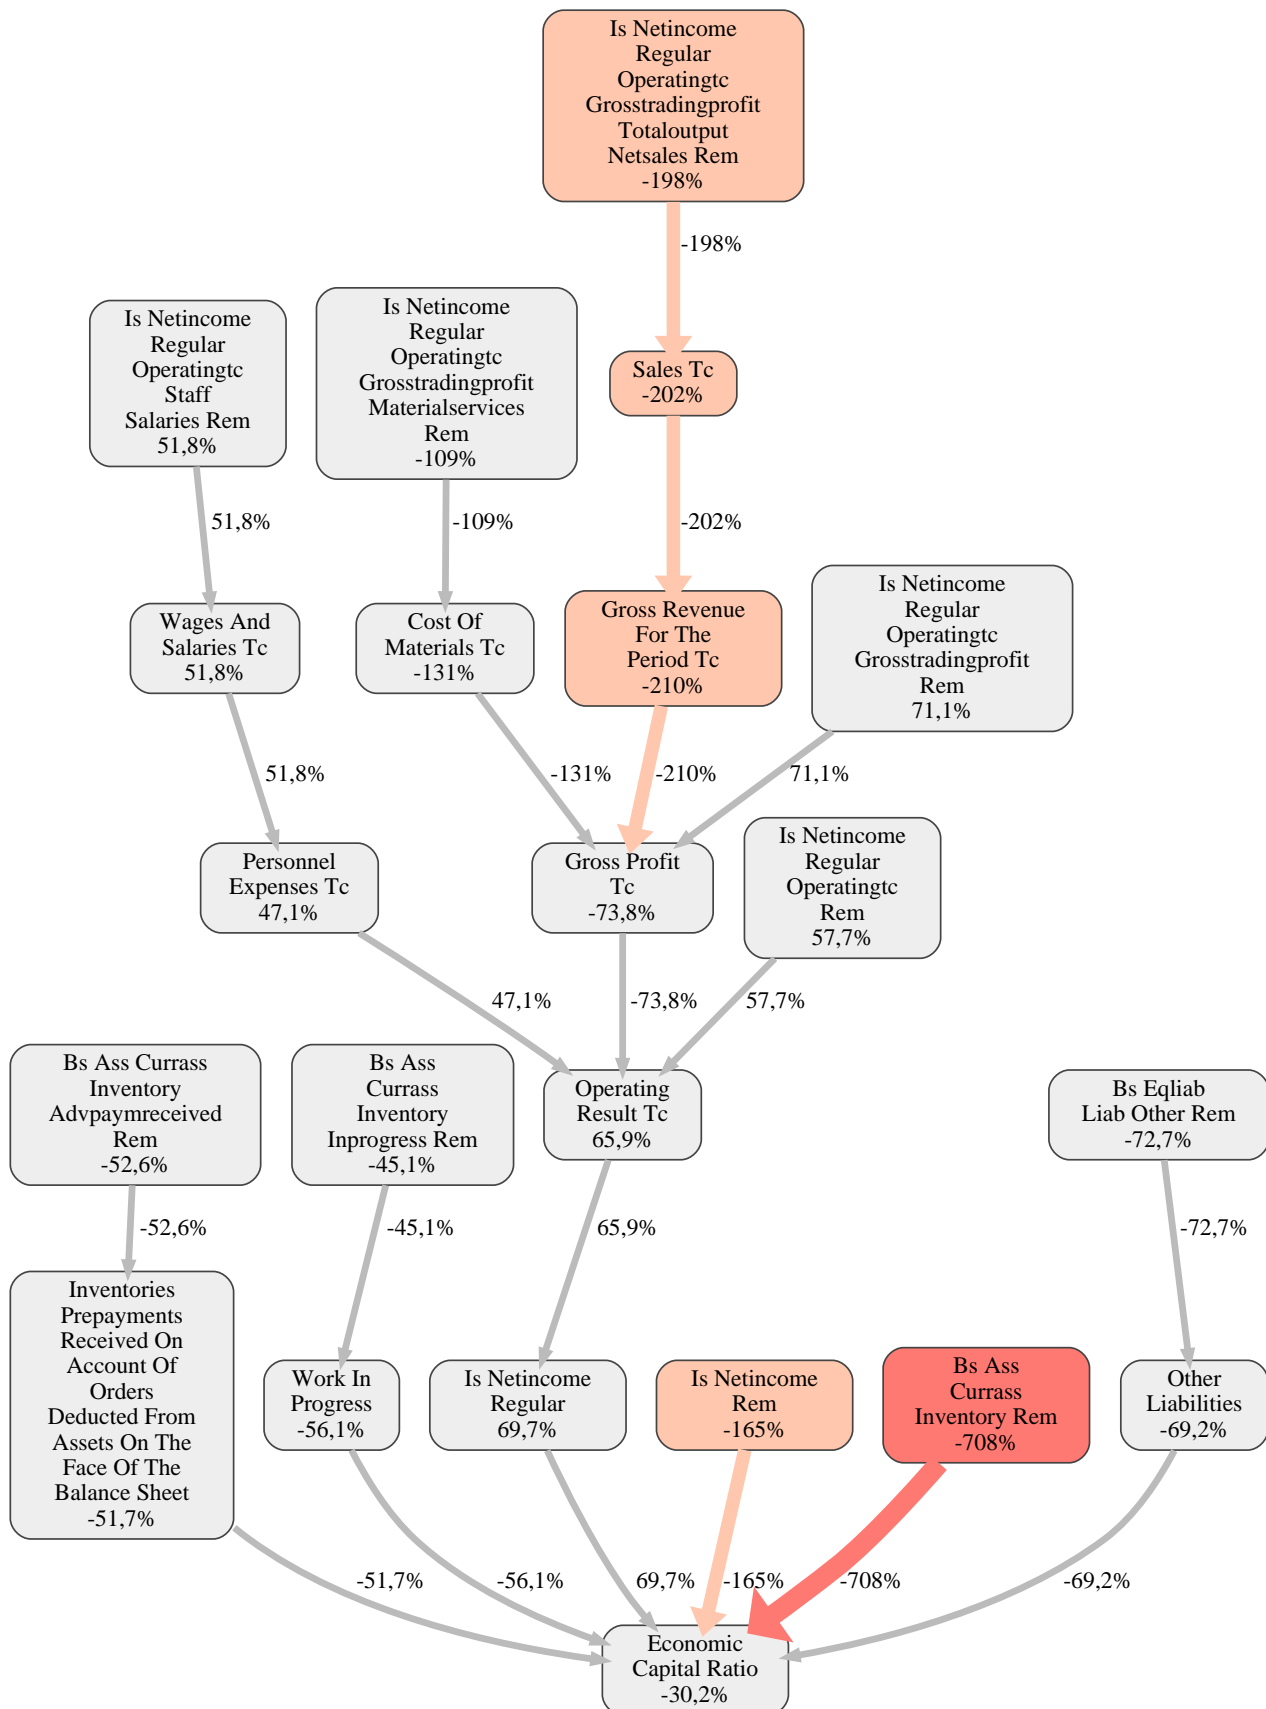 Is Netincome
Regular
Operatingtc
Grosstradingprofit
Totaloutput
Netsales Rem
-198%
-198%
Is Netincome
Regular
Operatingtc
Staff
Salaries Rem
51,8%
Is Netincome
Regular
Operatingtc
Grosstradingprofit
Materialservices
Rem
-109%
Sales Tc
-202%
51,8%
-109%
-202%
Wages And
Salaries Tc
51,8%
Cost Of
Materials Tc
-131%
Gross Revenue
For The
Period Tc
-210%
Is Netincome
Regular
Operatingtc
Grosstradingprofit
Rem
71,1%
51,8%
-131%
-210%
71,1%
Personnel
Expenses Tc
47,1%
Gross Profit
Tc
-73,8%
Is Netincome
Regular
Operatingtc
Rem
57,7%
47,1%
-73,8%
57,7%
Bs Ass Currass
Inventory
Advpaymreceived
Rem
-52,6%
Bs Ass
Currass
Inventory
Inprogress Rem
-45,1%
Operating
Result Tc
65,9%
Bs Eqliab
Liab Other Rem
-72,7%
-52,6%
-45,1%
65,9%
-72,7%
Inventories
Prepayments
Received On
Account Of
Orders
Deducted From
Assets On The
Face Of The
Balance Sheet
-51,7%
Work In
Progress
-56,1%
Is Netincome
Regular
69,7%
Is Netincome
Rem
-165%
Bs Ass
Currass
Inventory Rem
-708%
Other
Liabilities
-69,2%
-51,7%
-56,1%
69,7%
-165%
-708%
-69,2%
Economic
Capital Ratio
-30,2%